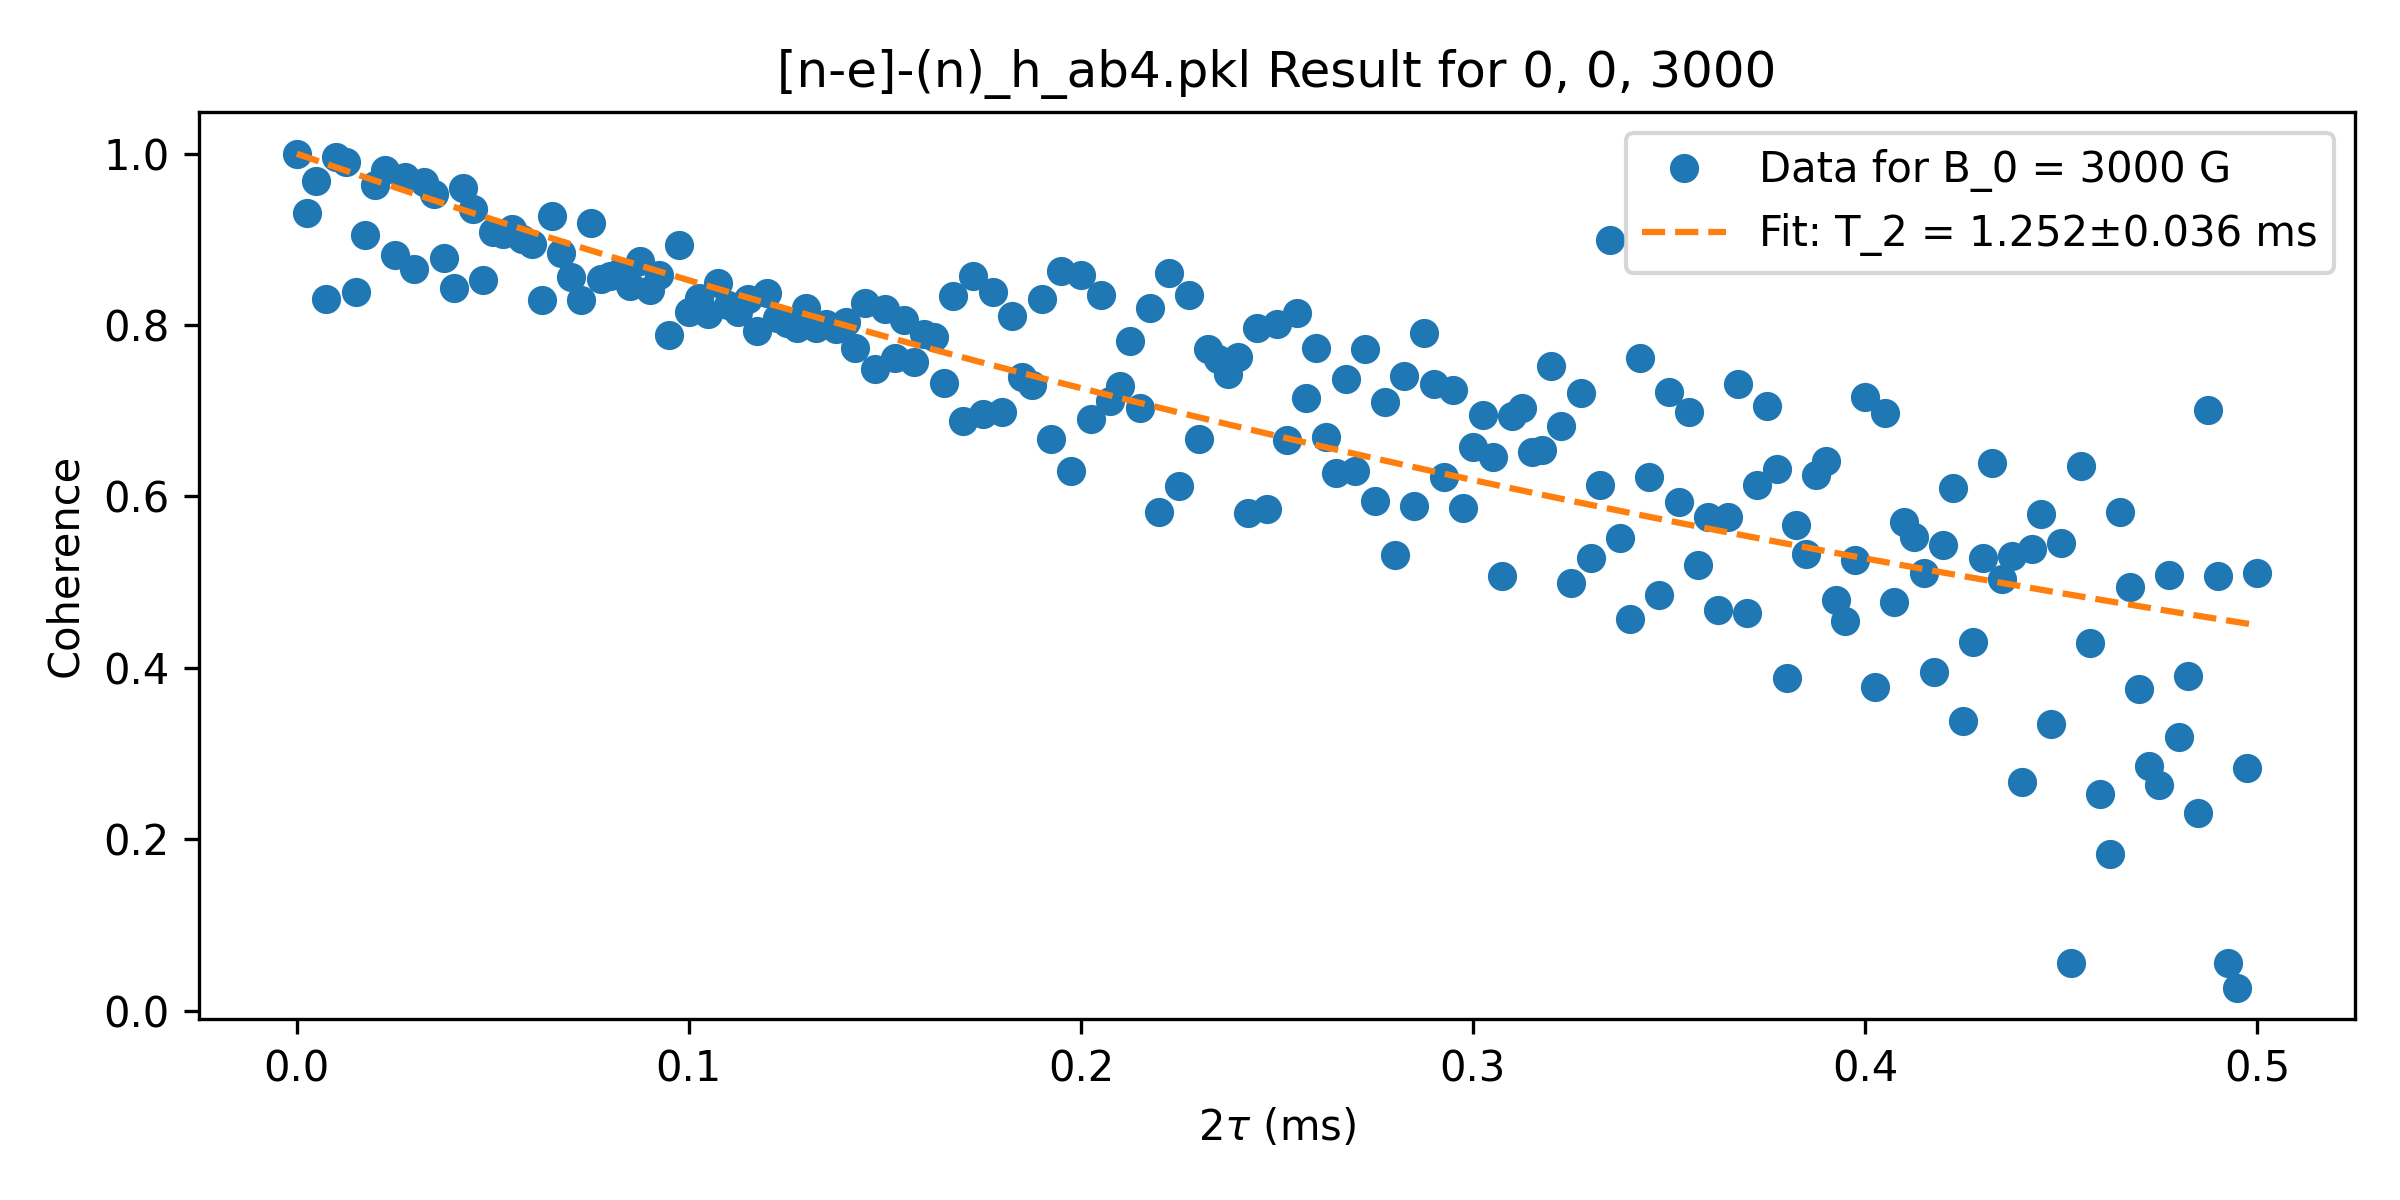 [n-e]-(n)_h_ab4.pkl Result for 0, 0, 3000
Data for B_0 = 3000 G
Fit: T_2 = 1.252±0.036 ms
Coherence
1.0
0.8
0.6
0.4
0.2
0.0
0.0 0.1 0.2 0.3 0.4 0.5
2τ (ms)